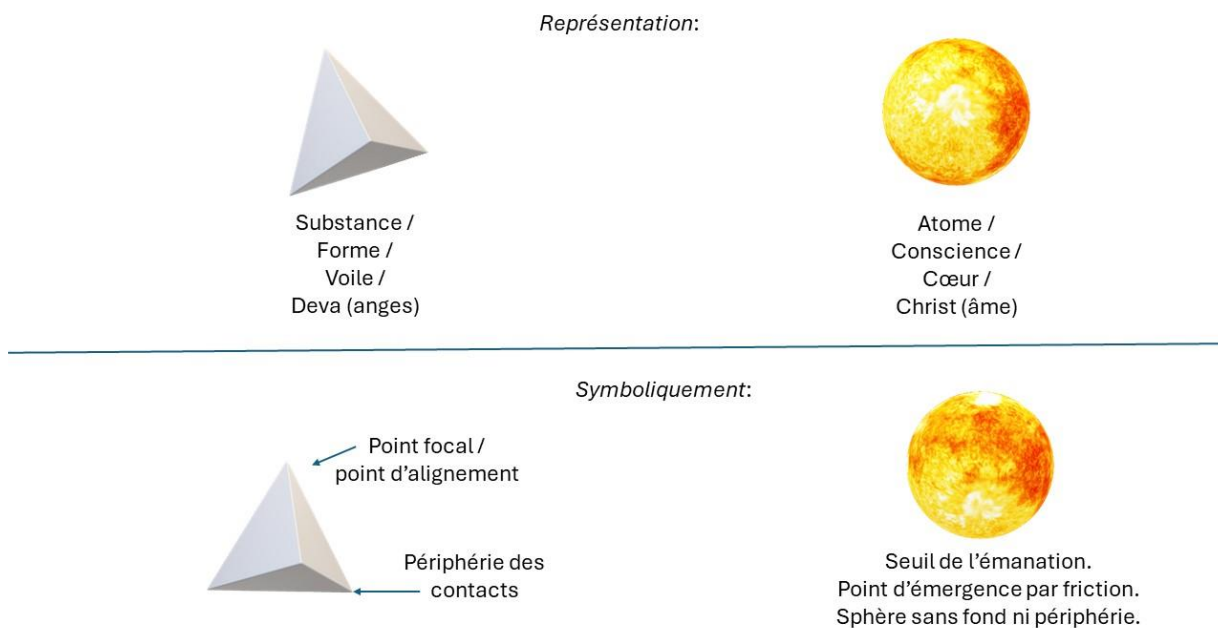 Représentation:
Substance /
Forme /
Voile /
Deva (anges)
Atome /
Conscience /
Cœur /
Christ (âme)
Symboliquement:
Point focal /
point d’alignement
Périphérie des
contacts
Seuil de l’émanation.
Point d’émergence par friction.
Sphère sans fond ni périphérie.